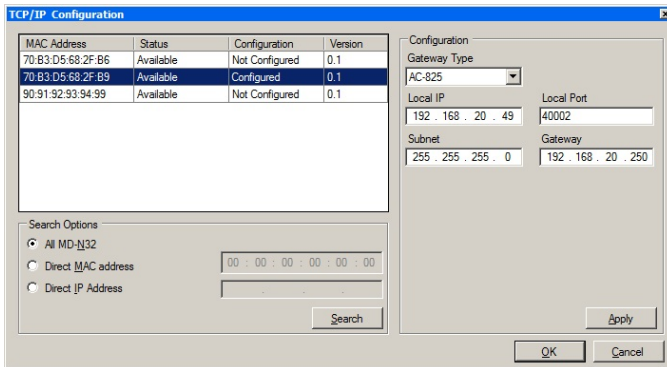 TCP/IP Configuration
MAC Address Status Configuration Version
70:B3:D5:68:2F:B6 Available Not Configured 0.1
70:B3:D5:68:2F:B9 Available Configured 0.1
90:91:92:93:94:99 Available Not Configured 0.1
Search Options
All MD-N32
Direct MAC address 00 : 00 : 00 : 00 : 00 : 00
Direct IP Address . . .
Search
Configuration
Gateway Type
AC-825
Local IP Local Port
192 . 168 . 20 . 49 40002
Subnet Gateway
255 . 255 . 255 . 0 192 . 168 . 20 . 250
Apply
OK Cancel